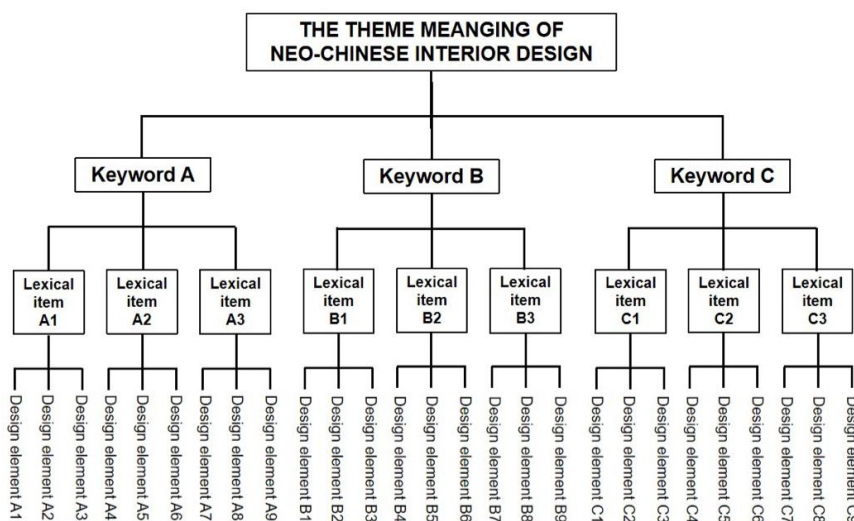 THE THEME MEANGING OF
NEO-CHINESE INTERIOR DESIGN
Keyword A
Keyword B
Keyword C
Lexical
item
A1
Lexical
item
A2
Lexical
item
A3
Lexical
item
B1
Lexical
item
B2
Lexical
item
B3
Lexical
item
C1
Lexical
item
C2
Lexical
item
C3
Design element A1
Design element A2
Design element A3
Design element A4
Design element A5
Design element A6
Design element A7
Design element A8
Design element A9
Design element B1
Design element B2
Design element B3
Design element B4
Design element B5
Design element B6
Design element B7
Design element B8
Design element B9
Design element C1
Design element C2
Design element C3
Design element C4
Design element C5
Design element C6
Design element C7
Design element C8
Design element C9